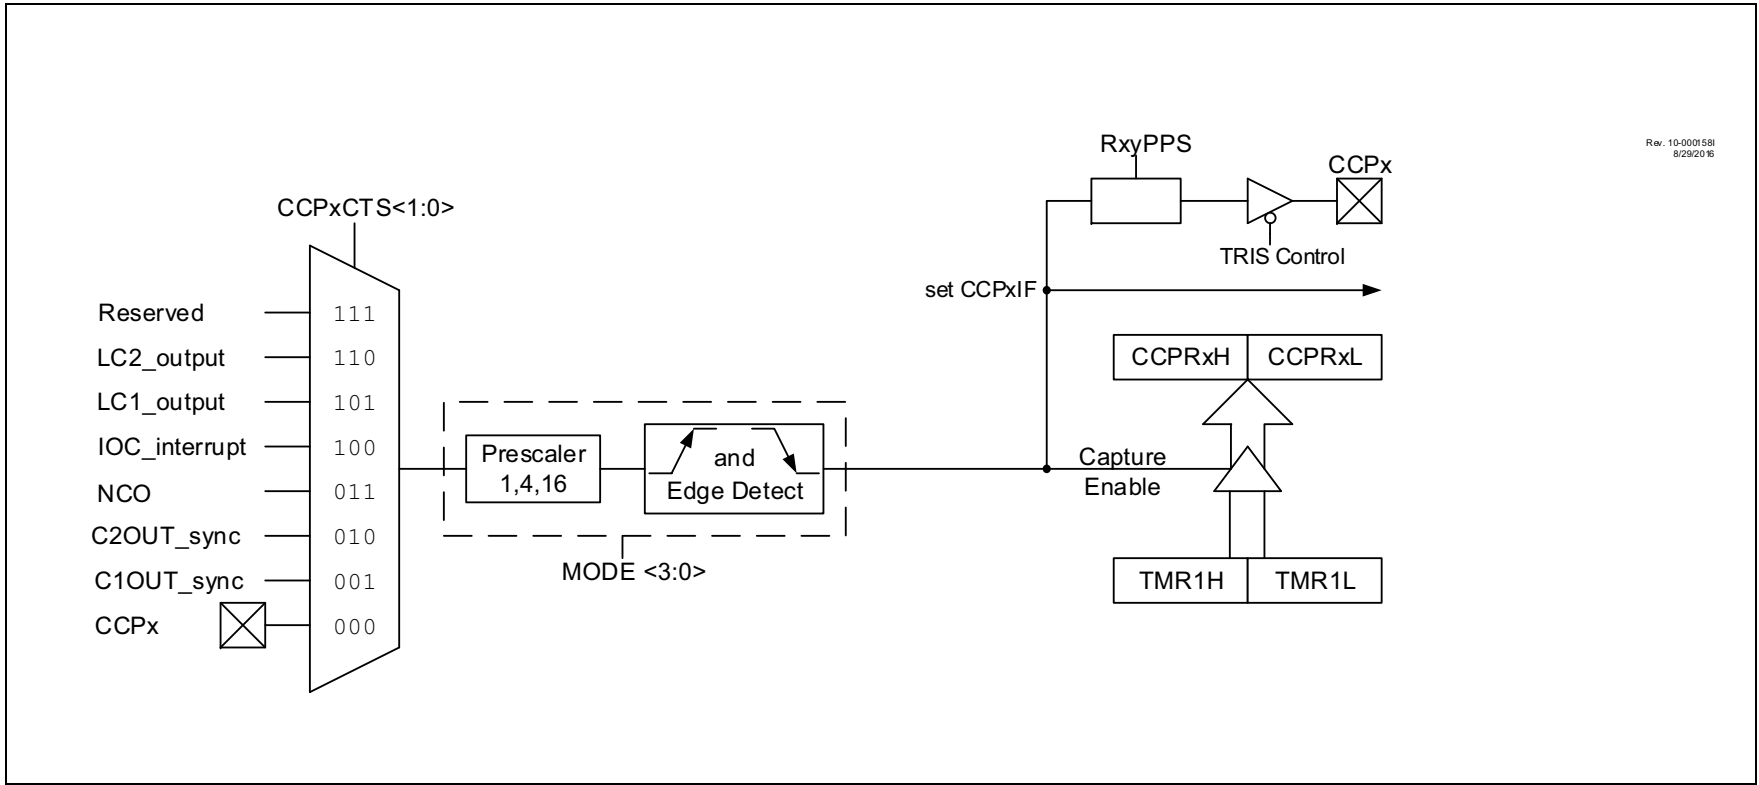 RxyPPS
Rev. 10-000158I
8/29/2016
CCPx
CCPxCTS<1:0>
TRIS Control
set CCPxIF
Reserved 111
LC2_output 110
LC1_output 101
IOC_interrupt 100
NCO 011
C2OUT_sync 010
C1OUT_sync 001
CCPx 000
Prescaler
1,4,16
and
Edge Detect
MODE <3:0>
CCPRxH CCPRxL
Capture
Enable
TMR1H TMR1L